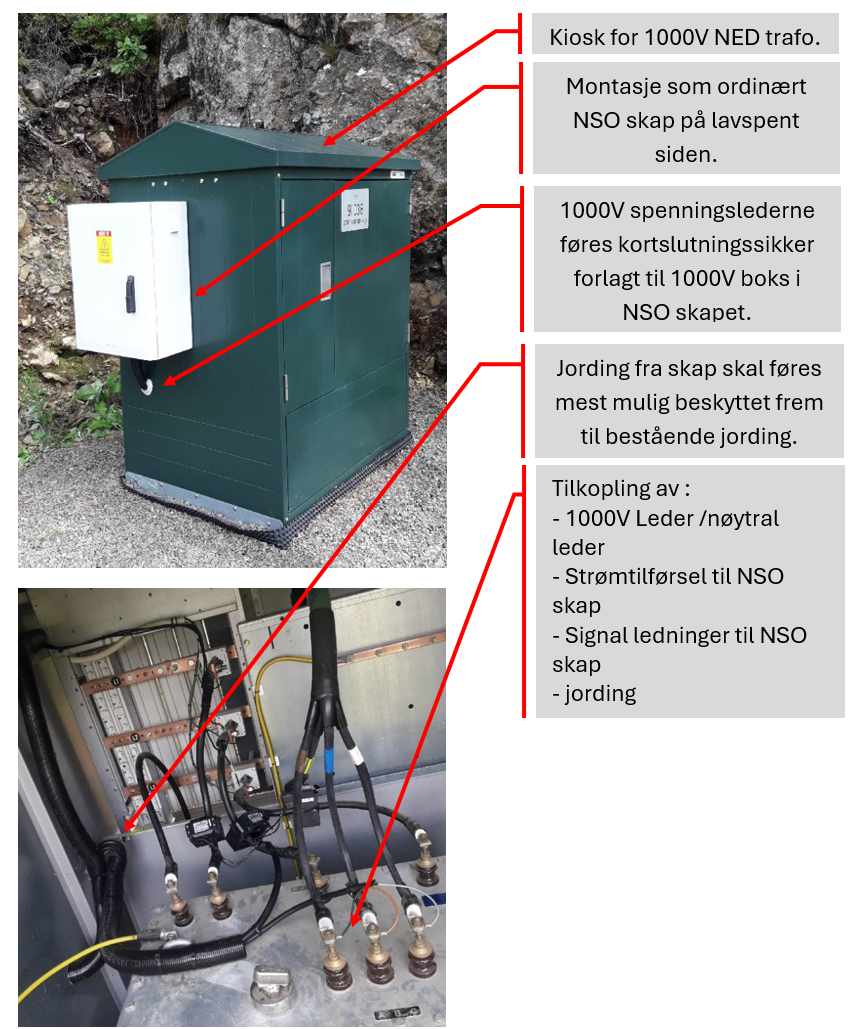 Kiosk for 1000V NED trafo.
Montasje som ordinært
NSO skap på lavspent
siden.
1000V spenningslederne
føres kortslutningssikker
forlagt til 1000V boks i
NSO skapet.
Jording fra skap skal føres
mest mulig beskyttet frem
til bestående jording.
Tilkopling av :
- 1000V Leder /nøytral
leder
- Strømtilførsel til NSO
skap
- Signal ledninger til NSO
skap
- jording
A B C